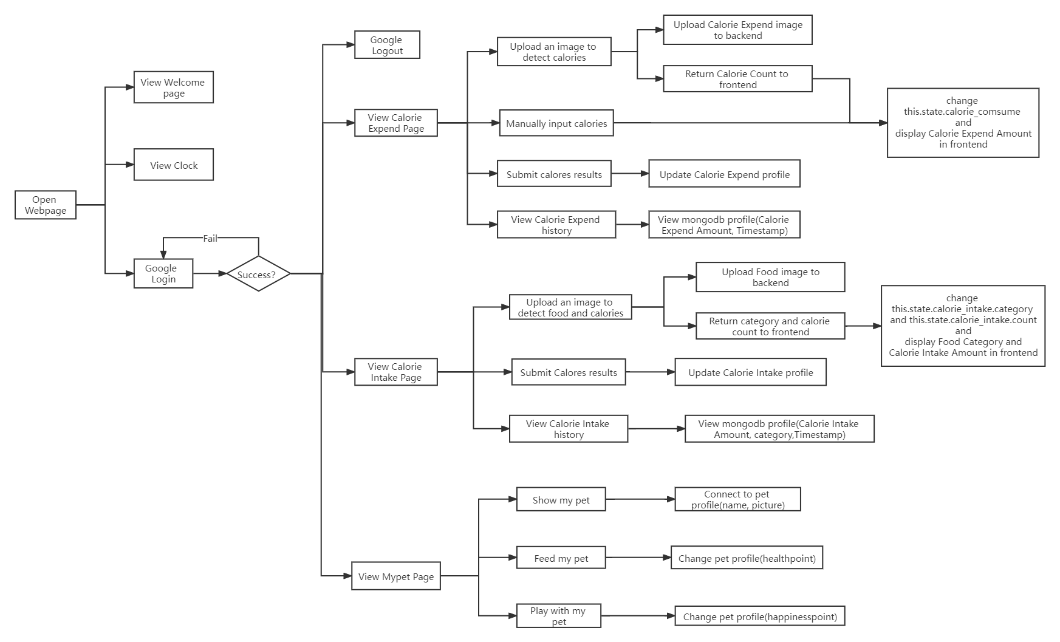 Open
Webpage
View Welcome
page
View Clock
Google
Login
Fail
Success?
Google
Logout
View Calorie
Expend Page
Upload an image to
detect calories
Upload Calorie Expend image
to backend
Return Calorie Count to
frontend
Manually input calories
change
this.state.calorie_comsume
and
display Calorie Expend Amount
in frontend
Submit calores results
Update Calorie Expend profile
View Calorie Expend
history
View mongodb profile(Calorie
Expend Amount, Timestamp)
View Calorie
Intake Page
Upload an image to
detect food and calories
Upload Food image to
backend
Return category and calorie
count to frontend
change
this.state.calorie_intake.category
and this.state.calorie_intake.count
and
display Food Category and
Calorie Intake Amount in frontend
Submit Calores results
Update Calorie Intake profile
View Calorie Intake
history
View mongodb profile(Calorie Intake
Amount, category,Timestamp)
View Mypet Page
Show my pet
Connect to pet
profile(name, picture)
Feed my pet
Change pet profile(healthpoint)
Play with my
pet
Change pet profile(happinesspoint)